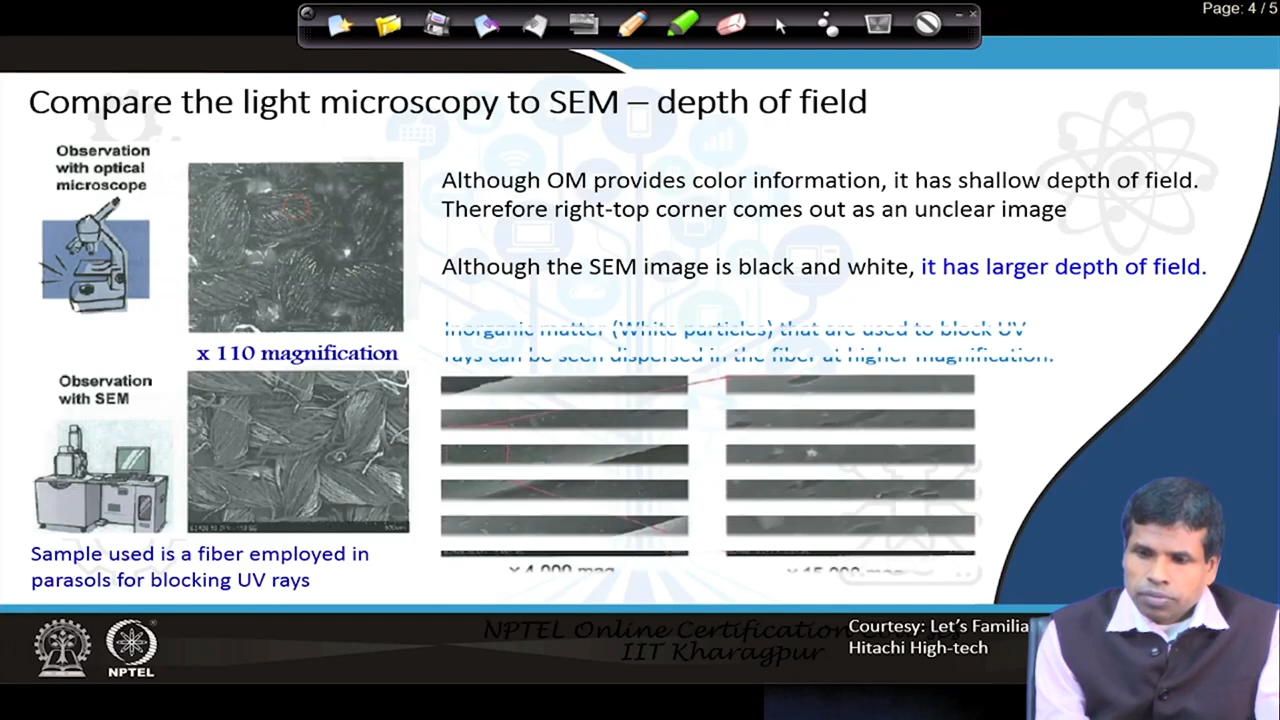 Page: 4 / 5
Compare the light microscopy to SEM – depth of field
Observation
with optical
microscope
Although OM provides color information, it has shallow depth of field.
Therefore right-top corner comes out as an unclear image
Although the SEM image is black and white, it has larger depth of field.
Inorganic matter (White particles) that are used to block UV
rays can be seen dispersed in the fiber at higher magnification.
x 110 magnification
Observation
with SEM
x 4,000 mag
x 15,000 mag
Sample used is a fiber employed in
parasols for blocking UV rays
NPTEL
NPTEL Online Certification
IIT Kharagpur
Courtesy: Let's Familia
Hitachi High-tech